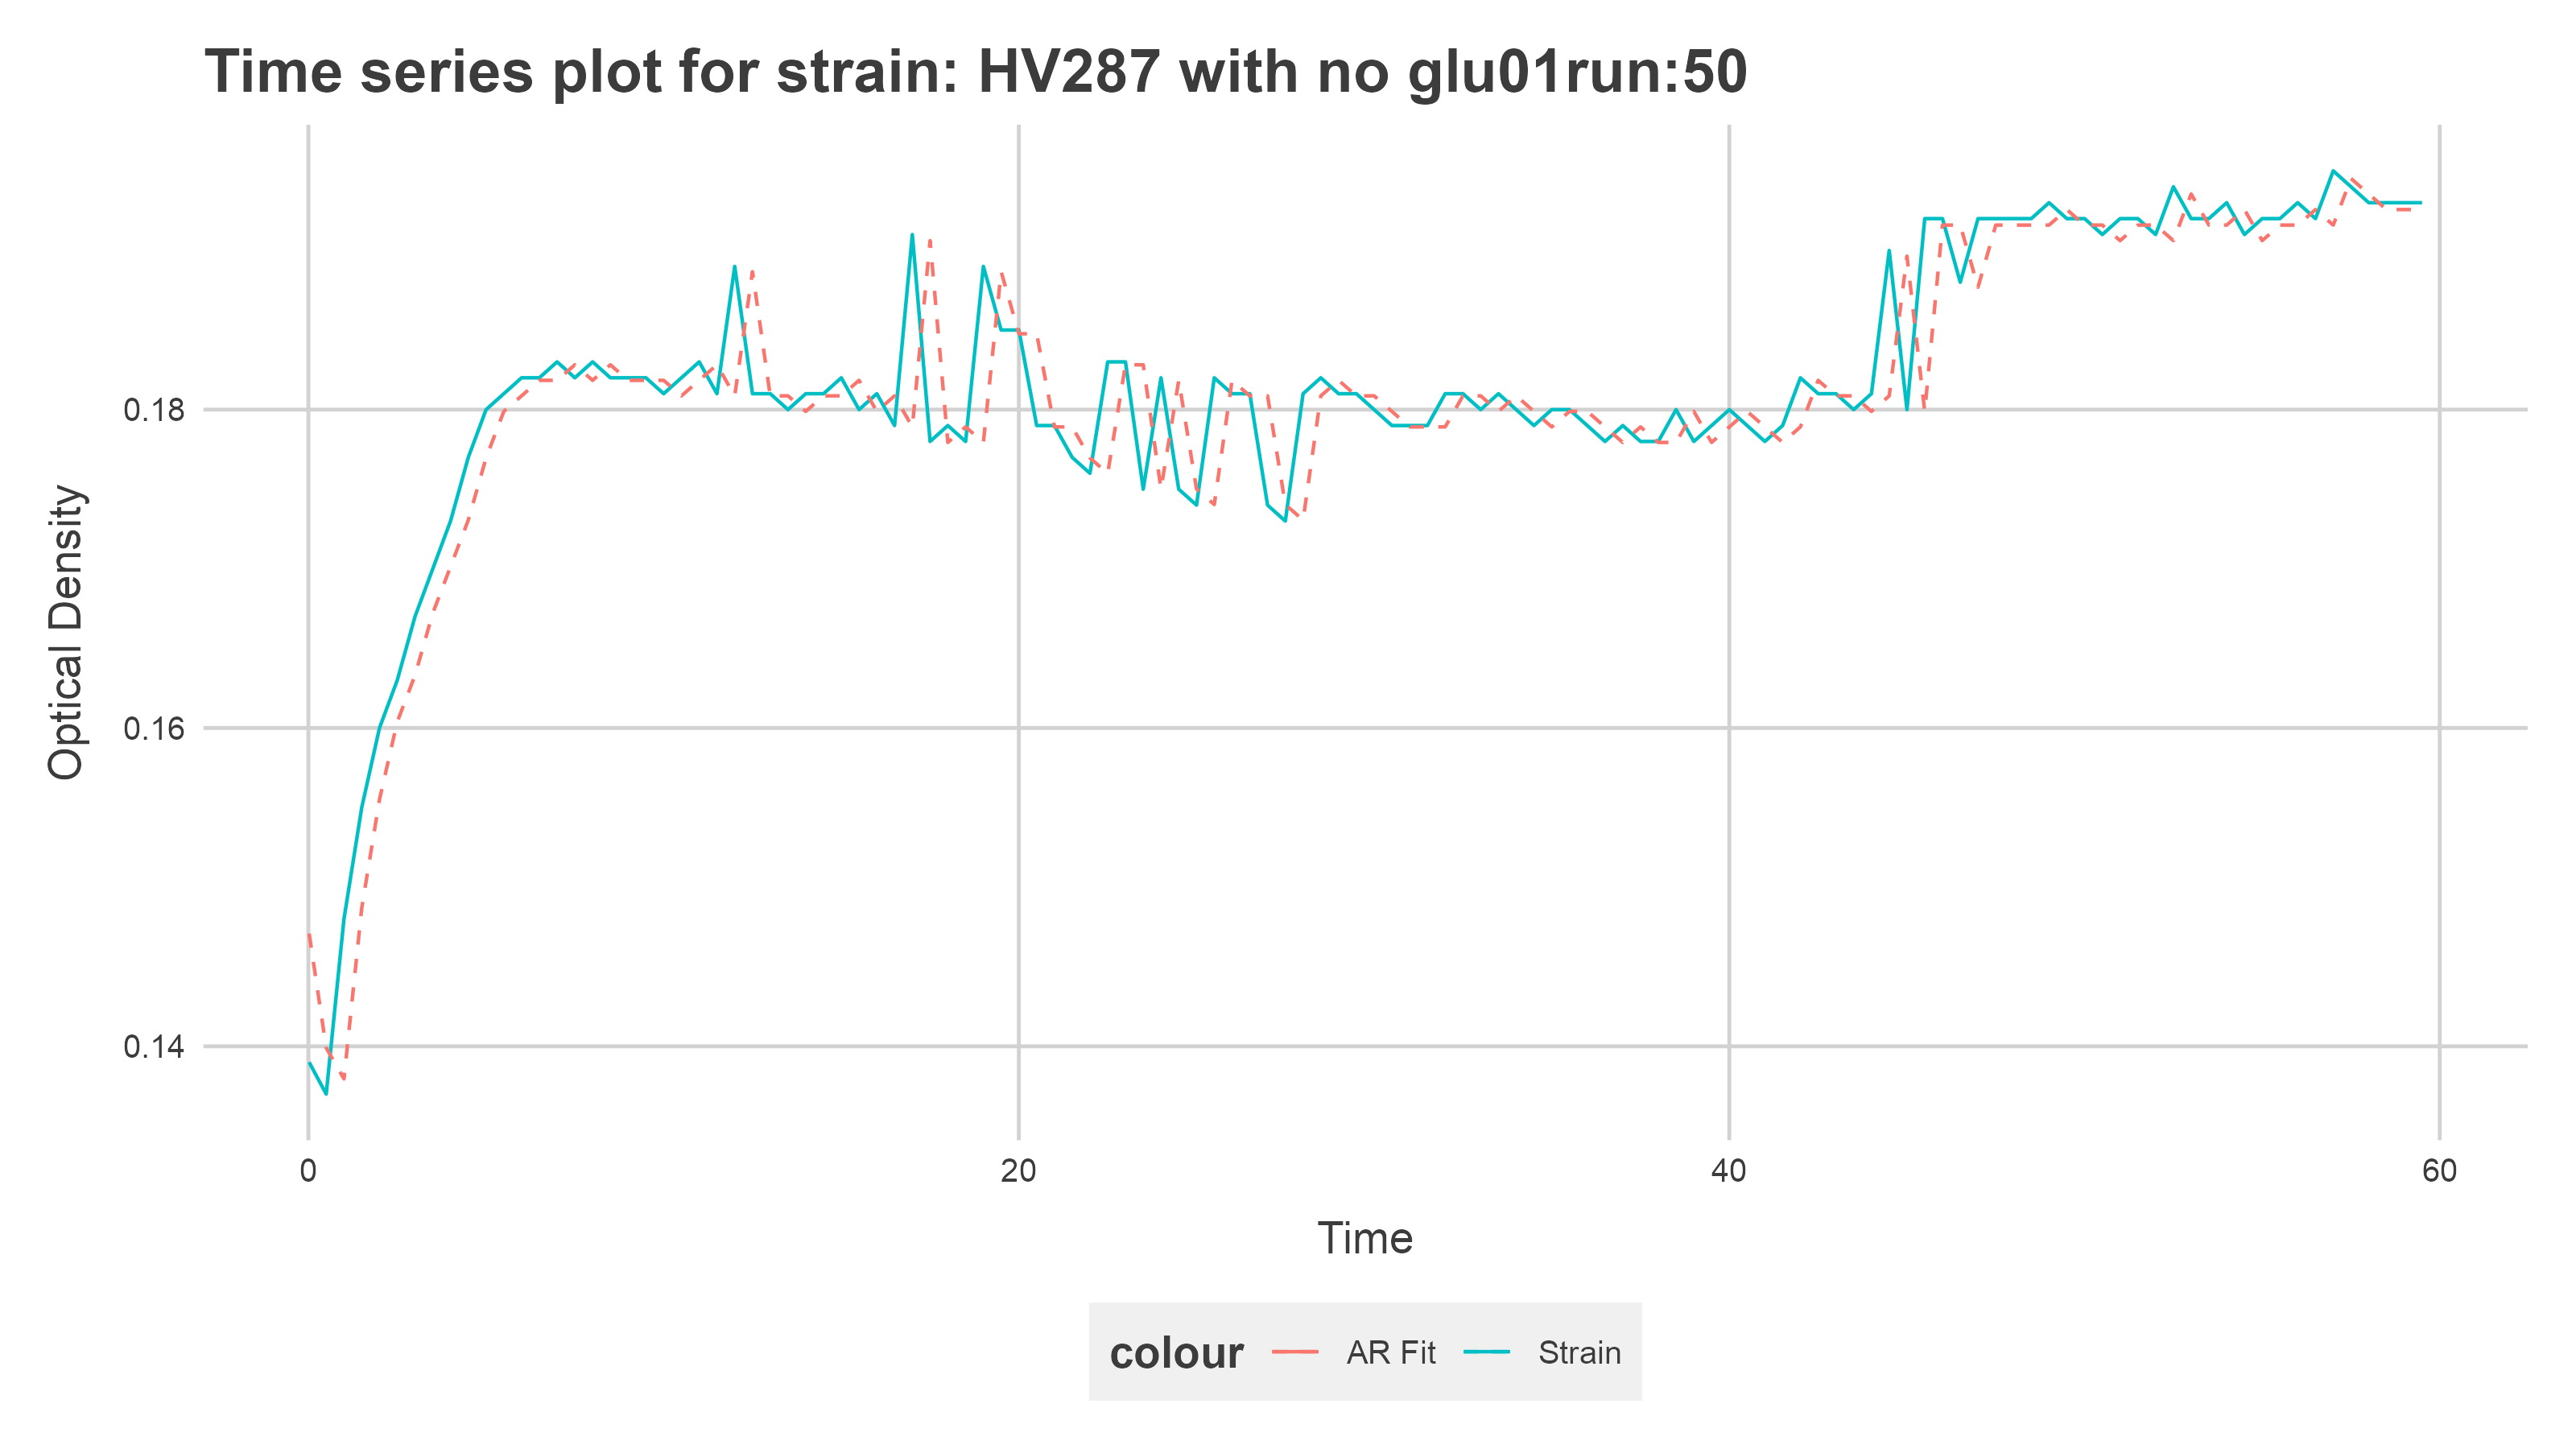 Time series plot for strain: HV287 with no glu01run:50
Optical Density
0.18
0.16
0.14
0 20 40 60
Time
colour AR Fit Strain